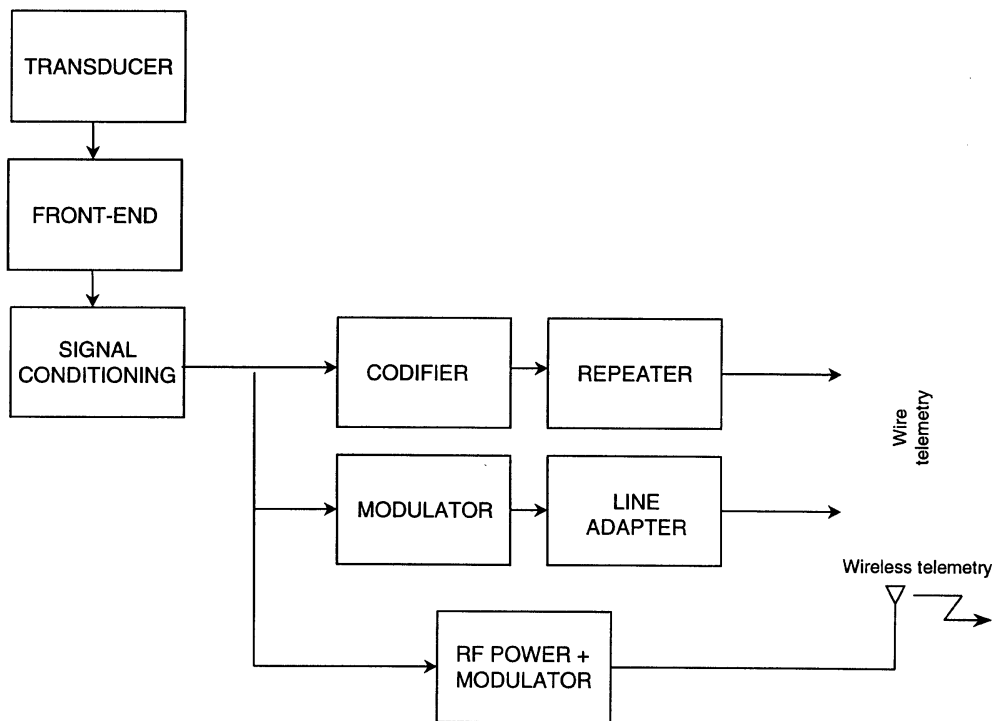 TRANSDUCER
FRONT-END
SIGNAL
CONDITIONING
CODIFIER
REPEATER
Wire
telemetry
MODULATOR
LINE
ADAPTER
Wireless telemetry
RF POWER +
MODULATOR